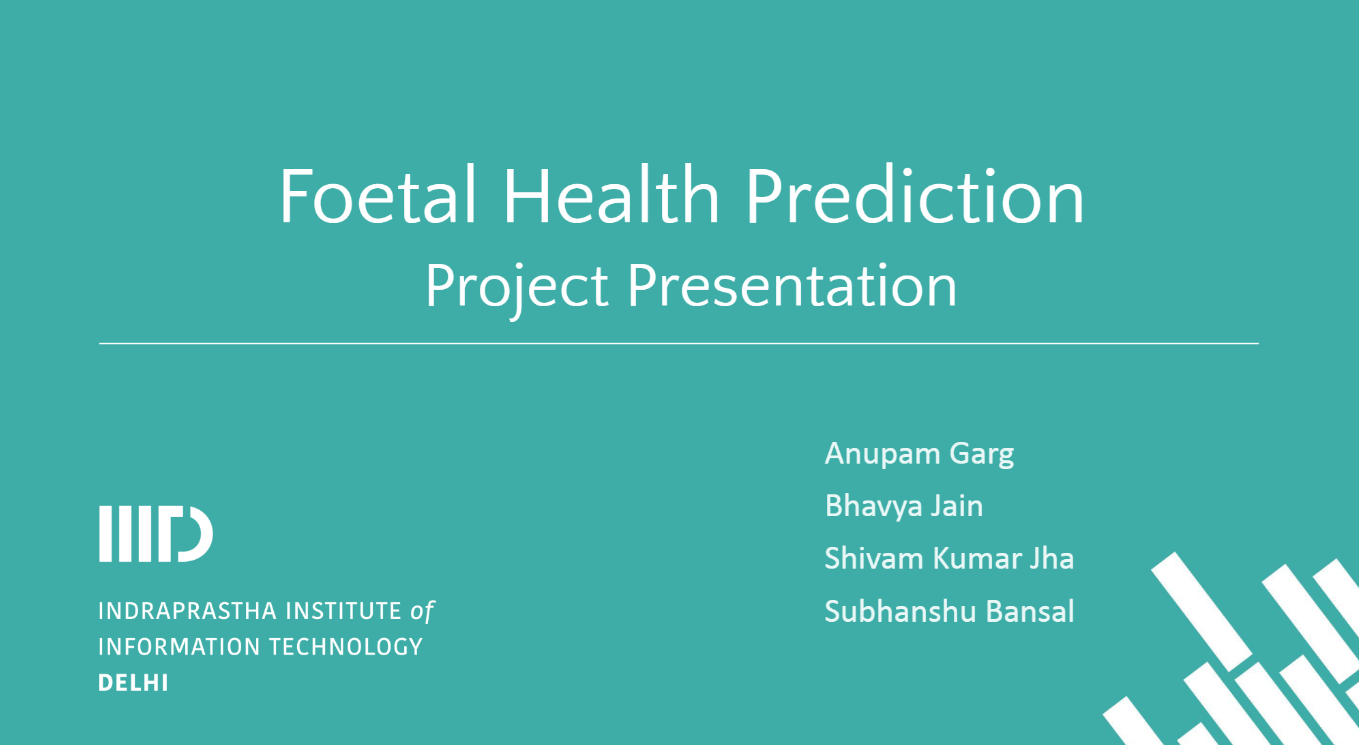 Foetal Health Prediction
Project Presentation
Anupam Garg
Bhavya Jain
Shivam Kumar Jha
Subhanshu Bansal
IIITD
INDRAPRASTHA INSTITUTE of
INFORMATION TECHNOLOGY
DELHI